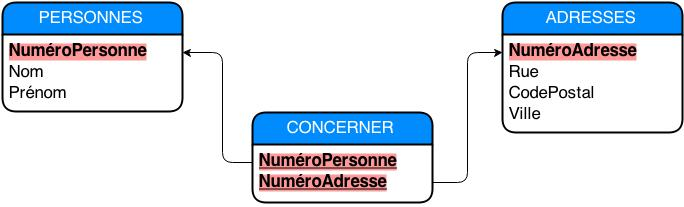 PERSONNES
NuméroPersonne
Nom
Prénom
ADRESSES
NuméroAdresse
Rue
CodePostal
Ville
CONCERNER
NuméroPersonne
NuméroAdresse